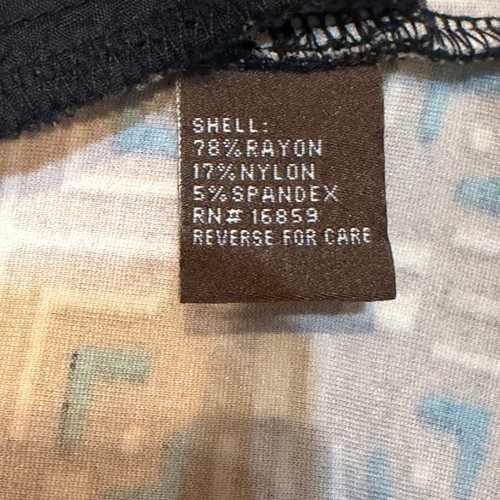 SHELL:
78%RAYON
17%NYLON
5%SPANDEX
RN# 16859
REVERSE FOR CARE